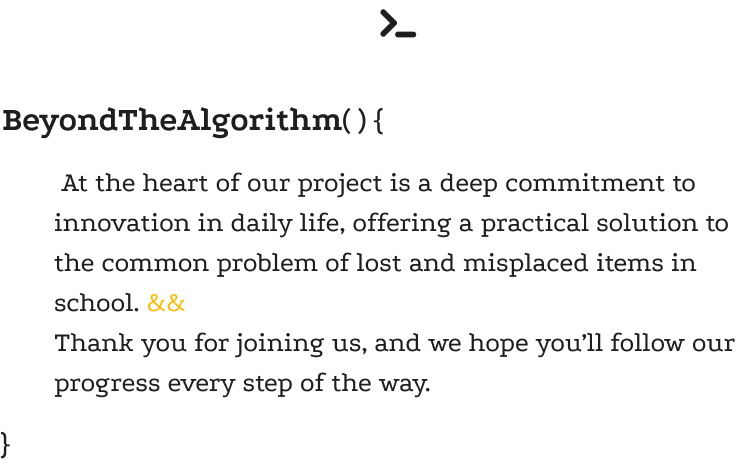 >_
BeyondTheAlgorithm(){
At the heart of our project is a deep commitment to
innovation in daily life, offering a practical solution to
the common problem of lost and misplaced items in
school. &&
Thank you for joining us, and we hope you’ll follow our
progress every step of the way.
}